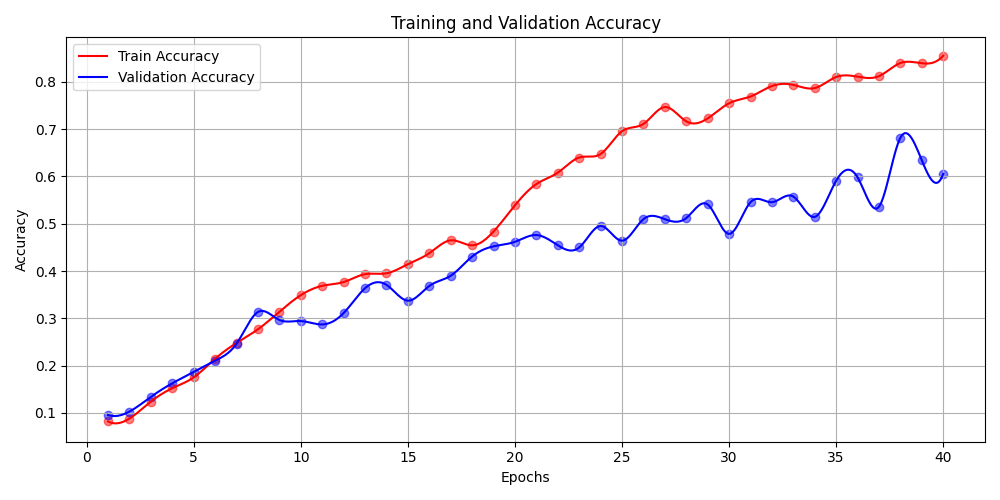 Training and Validation Accuracy
Train Accuracy
Validation Accuracy
0.8
0.7
0.6
0.5
0.4
0.3
0.2
0.1
Accuracy
0 5 10 15 20 25 30 35 40
Epochs